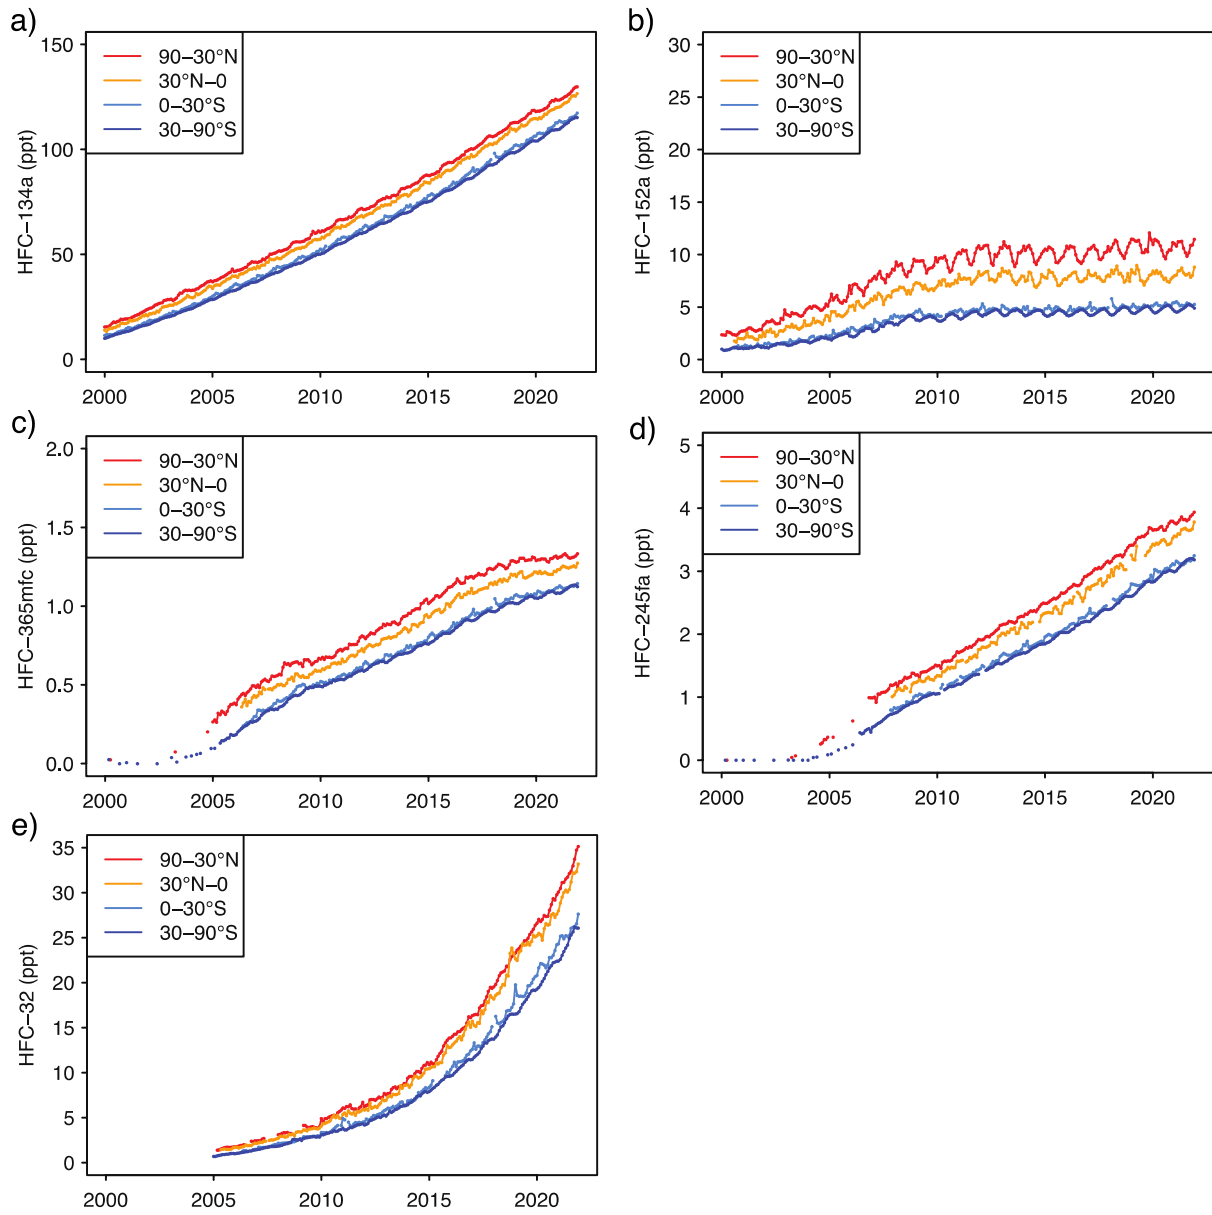 a)
HFC–134a (ppt)
150
100
50
0
90–30°N
30°N–0
0–30°S
30–90°S
2000 2005 2010 2015 2020
b)
HFC–152a (ppt)
30
25
20
15
10
5
0
90–30°N
30°N–0
0–30°S
30–90°S
2000 2005 2010 2015 2020
c)
HFC–365mfc (ppt)
2.0
1.5
1.0
0.5
0.0
90–30°N
30°N–0
0–30°S
30–90°S
2000 2005 2010 2015 2020
d)
HFC–245fa (ppt)
5
4
3
2
1
0
90–30°N
30°N–0
0–30°S
30–90°S
2000 2005 2010 2015 2020
e)
HFC–32 (ppt)
35
30
25
20
15
10
5
0
90–30°N
30°N–0
0–30°S
30–90°S
2000 2005 2010 2015 2020